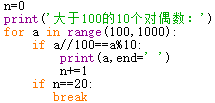 n=0
print('大于100的10个对偶数：')
for a in range(100,1000):
    if a//100==a%10:
        print(a,end=' ')
        n+=1
    if n==20:
        break